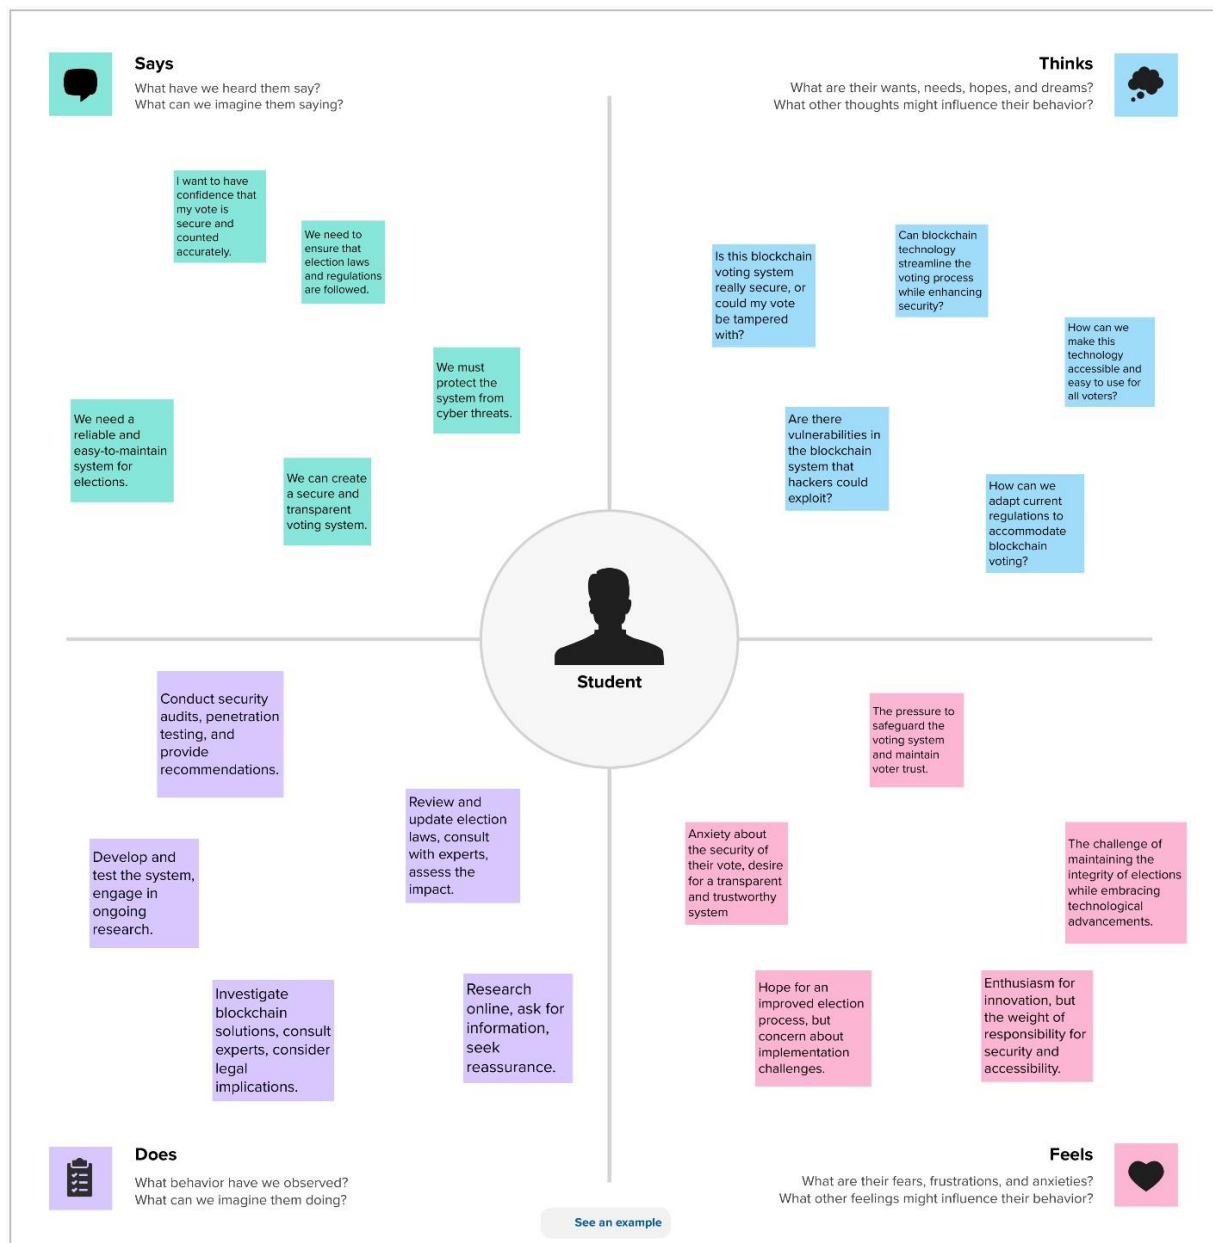 Says
What have we heard them say?
What can we imagine them saying?
Thinks
What are their wants, needs, hopes, and dreams?
What other thoughts might influence their behavior?
I want to have
confidence that
my vote is
secure and
counted
accurately.
We need to
ensure that
election laws
and regulations
are followed.
We must
protect the
system from
cyber threats.
We need a
reliable and
easy-to-maintain
system for
elections.
We can create
a secure and
transparent
voting system.
Is this blockchain
voting system
really secure, or
could my vote
be tampered
with?
Can blockchain
technology
streamline the
voting process
while enhancing
security?
How can we
make this
technology
accessible and
easy to use for
all voters?
Are there
vulnerabilities in
the blockchain
system that
hackers could
exploit?
How can we
adapt current
regulations to
accommodate
blockchain
voting?
Student
Conduct security
audits, penetration
testing, and
provide
recommendations.
Review and
update election
laws, consult
with experts,
assess the
impact.
Develop and
test the system,
engage in
ongoing
research.
Investigate
blockchain
solutions, consult
experts, consider
legal
implications.
Research
online, ask for
information,
seek
reassurance.
The pressure to
safeguard the
voting system
and maintain
voter trust.
Anxiety about
the security of
their vote, desire
for a transparent
and trustworthy
system
The challenge of
maintaining the
integrity of elections
while embracing
technological
advancements.
Hope for an
improved election
process, but
concern about
implementation
challenges.
Enthusiasm for
innovation, but
the weight of
responsibility for
security and
accessibility.
Does
What behavior have we observed?
What can we imagine them doing?
Feels
What are their fears, frustrations, and anxieties?
What other feelings might influence their behavior?
See an example